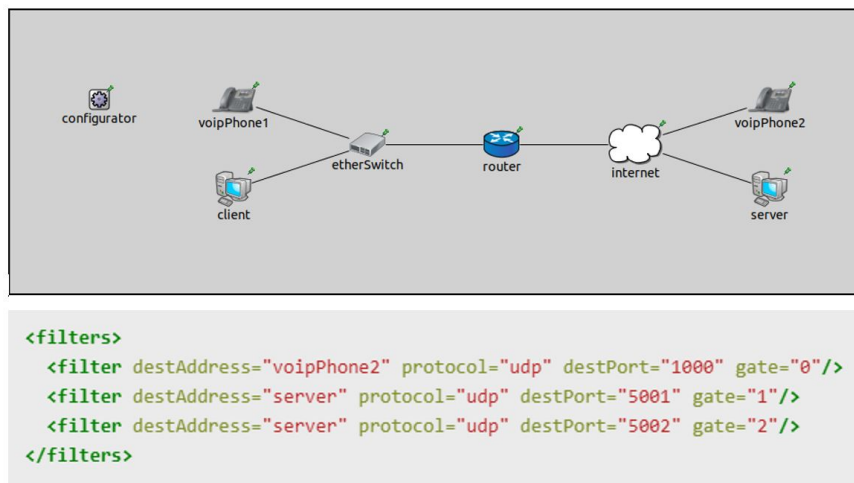 configurator
voipPhone1
voipPhone2
etherSwitch
router
internet
client
server
<filters>
<filter destAddress="voipPhone2" protocol="udp" destPort="1000" gate="0"/>
<filter destAddress="server" protocol="udp" destPort="5001" gate="1"/>
<filter destAddress="server" protocol="udp" destPort="5002" gate="2"/>
</filters>